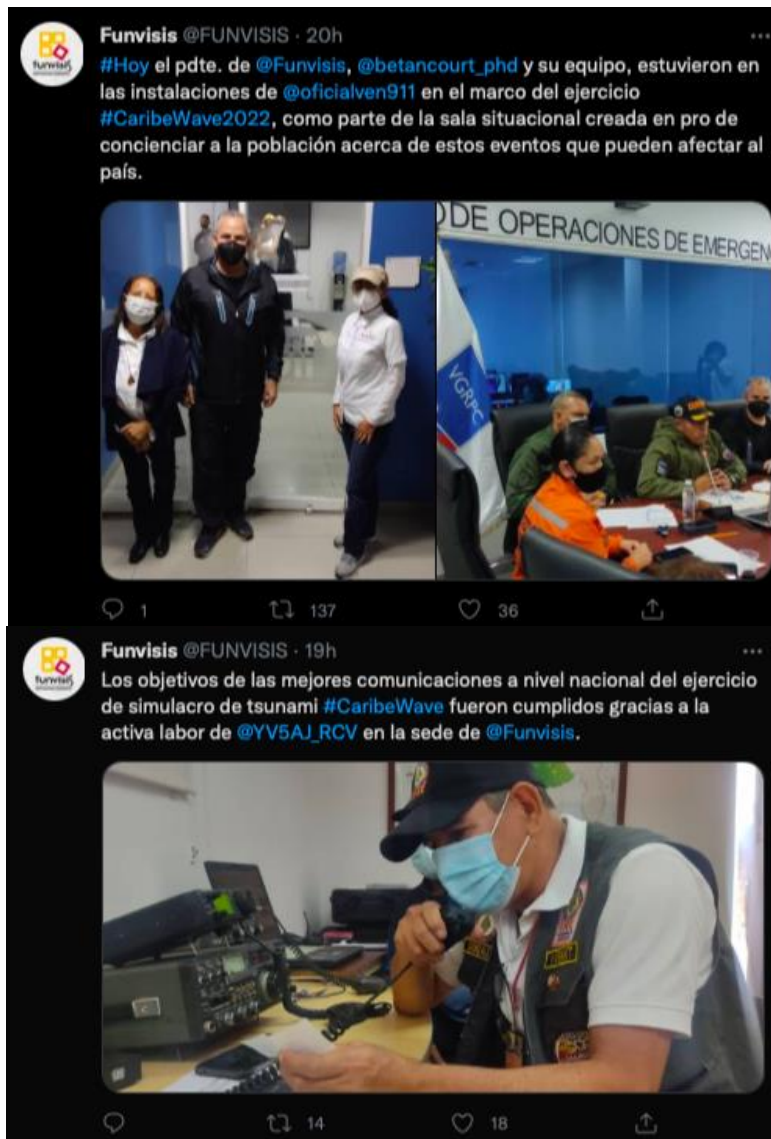 Funvisis @FUNVISIS · 20h
#Hoy el pdte. de @Funvisis, @betancourt_phd y su equipo, estuvieron en
las instalaciones de @oficialven911 en el marco del ejercicio
#CaribeWave2022, como parte de la sala situacional creada en pro de
concienciar a la población acerca de estos eventos que pueden afectar al
país.
DE OPERACIONES DE EMERGEN
VGRPC
1 137 36
Funvisis @FUNVISIS · 19h
Los objetivos de las mejores comunicaciones a nivel nacional del ejercicio
de simulacro de tsunami #CaribeWave fueron cumplidos gracias a la
activa labor de @YV5AJ_RCV en la sede de @Funvisis.
14 18